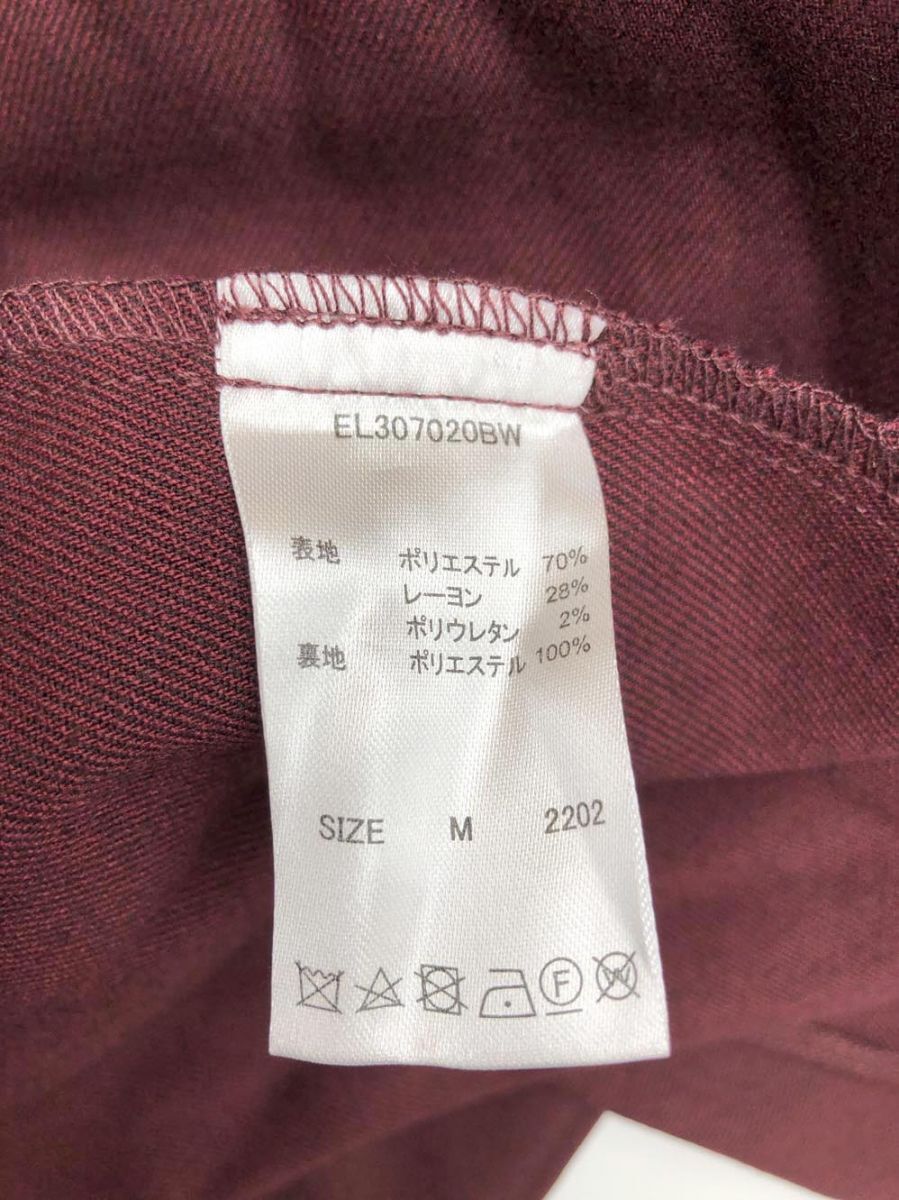 EL307020BW
表地 ポリエステル 70%
レーヨン 28%
ポリウレタン 2%
裏地 ポリエステル 100%
SIZE M 2202
F W